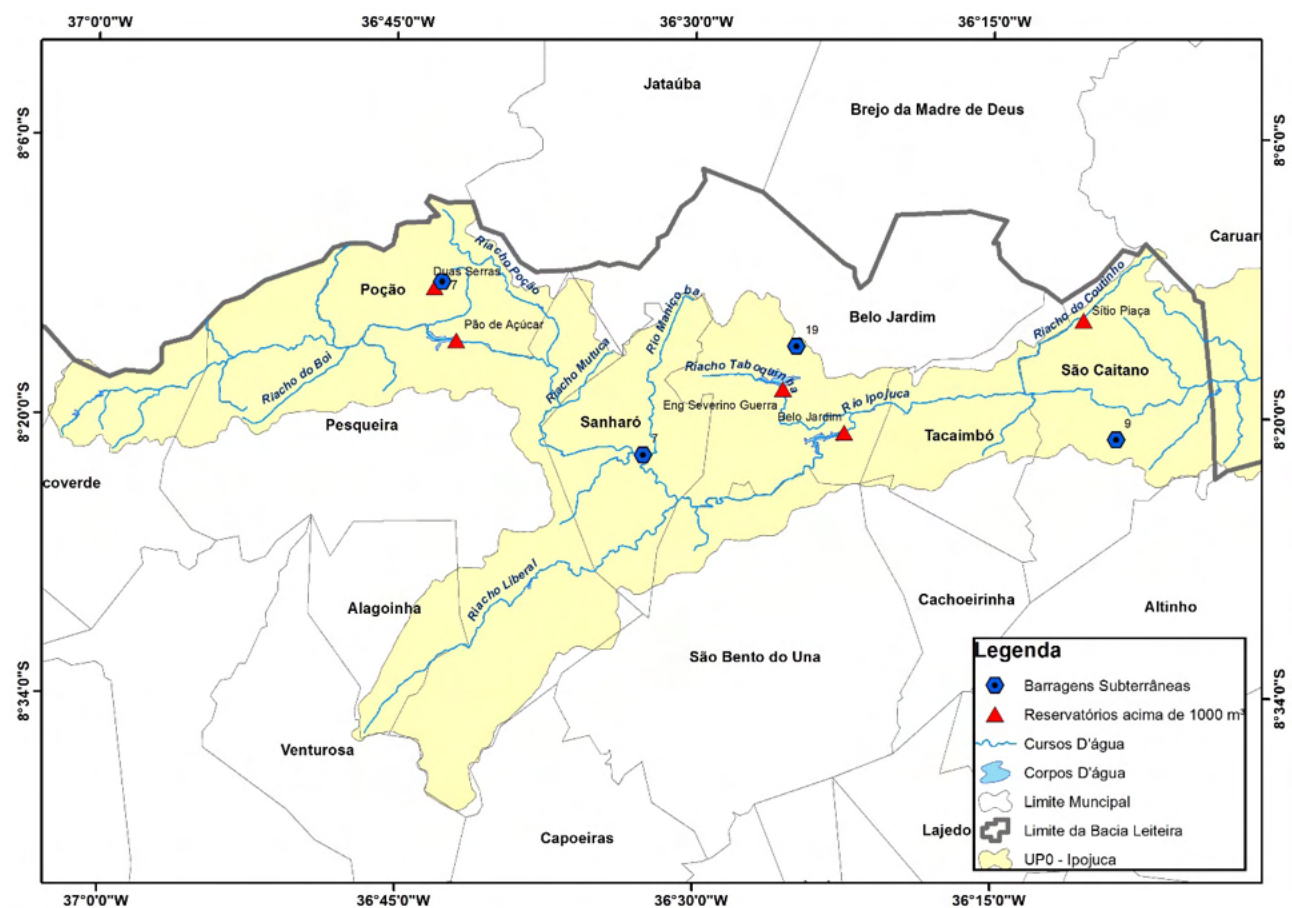 37°0'0"W 36°45'0"W 36°30'0"W 36°15'0"W
Jataúba
Brejo da Madre de Deus
8°6'0"S 8°6'0"S
Caruaru
Riacho Poção
Duas Serras
7
Poção
Riacho do Coutinho
Sítio Piaça
Rio Maniçoba
Belo Jardim
Pão de Açúcar
19
Riacho Mutuca
Riacho do Boi
Riacho Taboquinha
São Caitano
Eng Severino Guerra
Rio Ipojuca
Belo Jardim
8°20'0"S 8°20'0"S
Pesqueira
Sanharó
7
Tacaimbó
9
coverde
Riacho Liberal
Alagoinha
Cachoeirinha
Altinho
São Bento do Una
8°34'0"S 8°34'0"S
Venturosa
Capoeiras
Lajedo
Legenda
Barragens Subterrâneas
Reservatórios acima de 1000 m³
Cursos D'água
Corpos D'água
Limite Muncipal
Limite da Bacia Leiteira
UP0 - Ipojuca
37°0'0"W 36°45'0"W 36°30'0"W 36°15'0"W